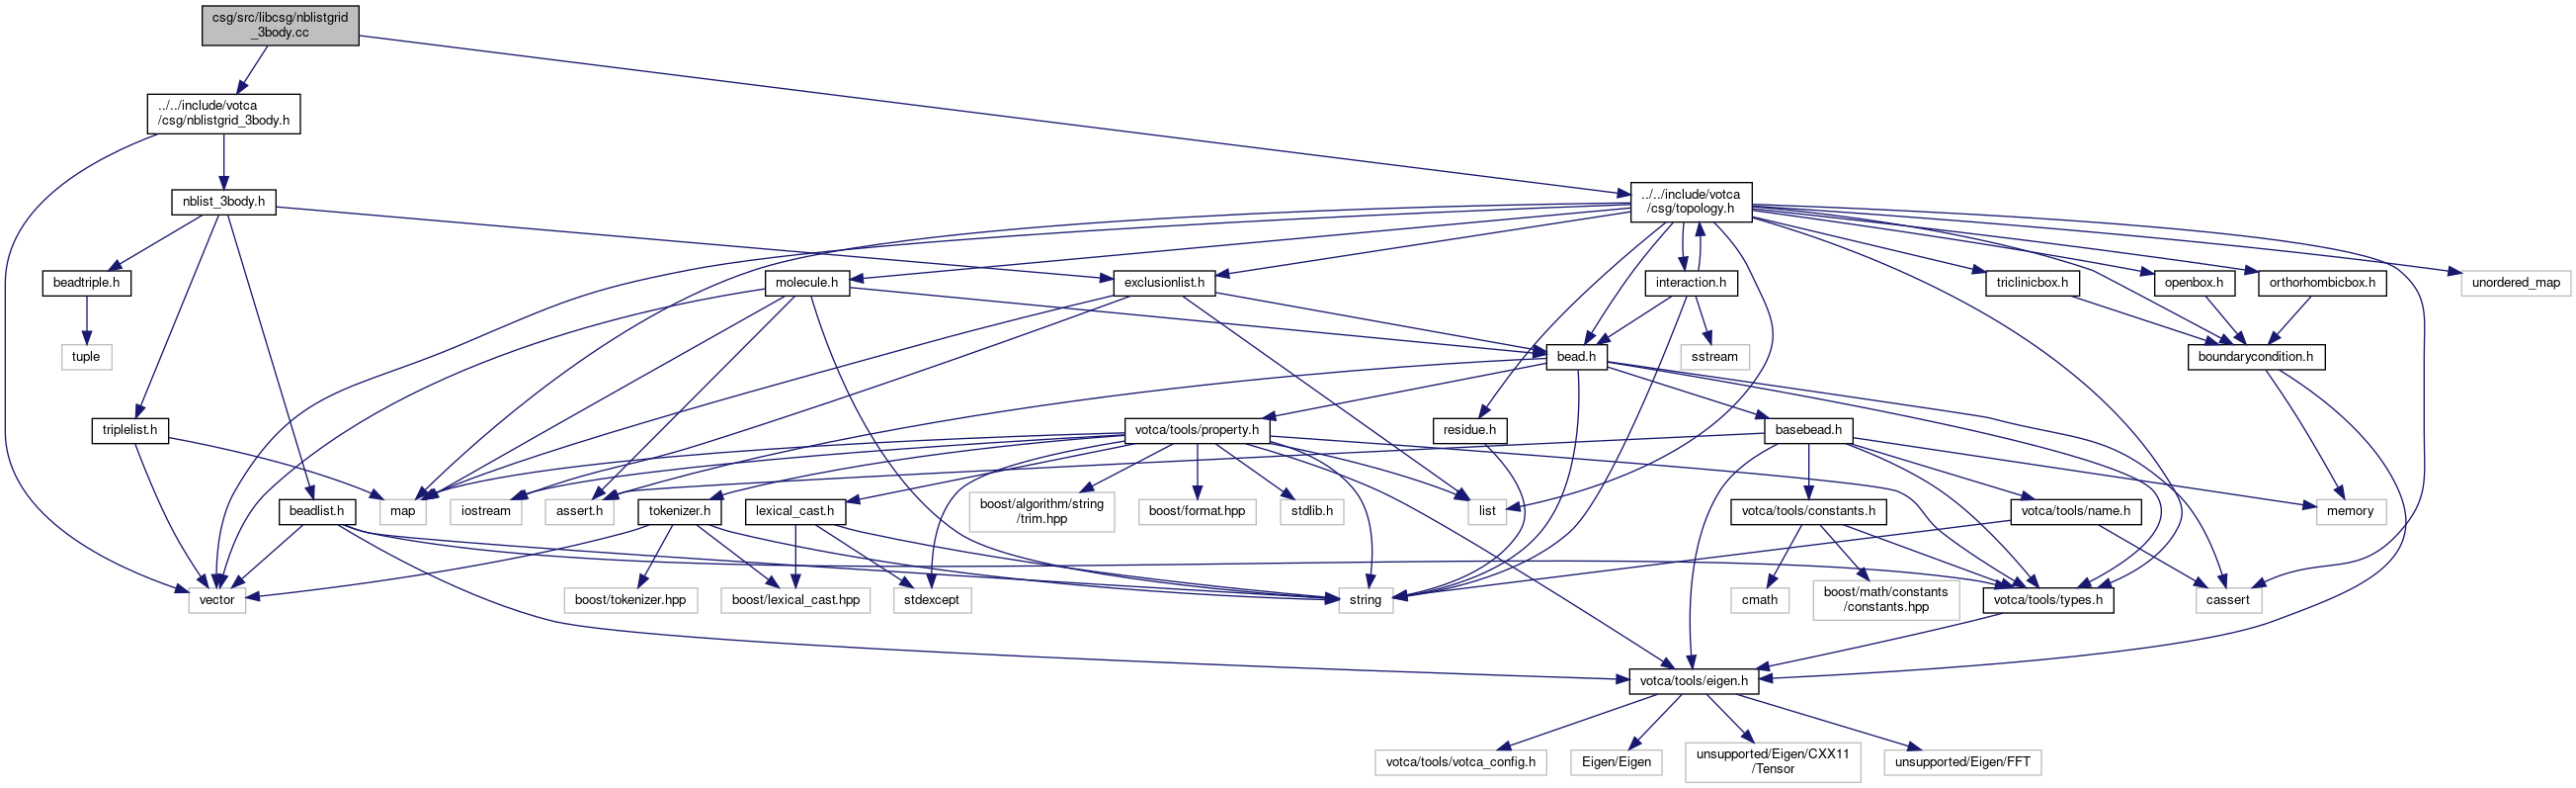 csg/src/libcsg/nblistgrid
_3body.cc
../../include/votca
/csg/nblistgrid_3body.h
nblist_3body.h
../../include/votca
/csg/topology.h
beadtriple.h
molecule.h
exclusionlist.h
interaction.h
triclinicbox.h
openbox.h
orthorhombicbox.h
unordered_map
tuple
bead.h
sstream
boundarycondition.h
triplelist.h
votca/tools/property.h
residue.h
basebead.h
beadlist.h
map
iostream
assert.h
tokenizer.h
lexical_cast.h
boost/algorithm/string
/trim.hpp
boost/format.hpp
stdlib.h
list
votca/tools/constants.h
votca/tools/name.h
memory
vector
boost/tokenizer.hpp
boost/lexical_cast.hpp
stdexcept
string
cmath
boost/math/constants
/constants.hpp
votca/tools/types.h
cassert
votca/tools/eigen.h
votca/tools/votca_config.h
Eigen/Eigen
unsupported/Eigen/CXX11
/Tensor
unsupported/Eigen/FFT